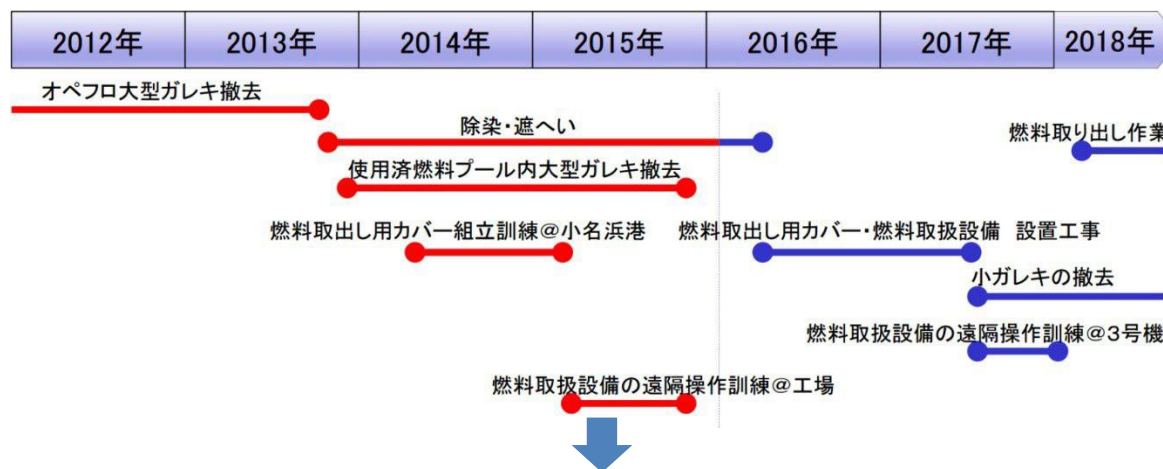 2012年 2013年 2014年 2015年 2016年 2017年 2018年
オペフロ大型ガレキ撤去
除染・遮へい
燃料取り出し作業
使用済燃料プール内大型ガレキ撤去
燃料取出し用カバー組立訓練@小名浜港
燃料取出し用カバー・燃料取扱設備 設置工事
小ガレキの撤去
燃料取扱設備の遠隔操作訓練@3号機
燃料取扱設備の遠隔操作訓練@工場